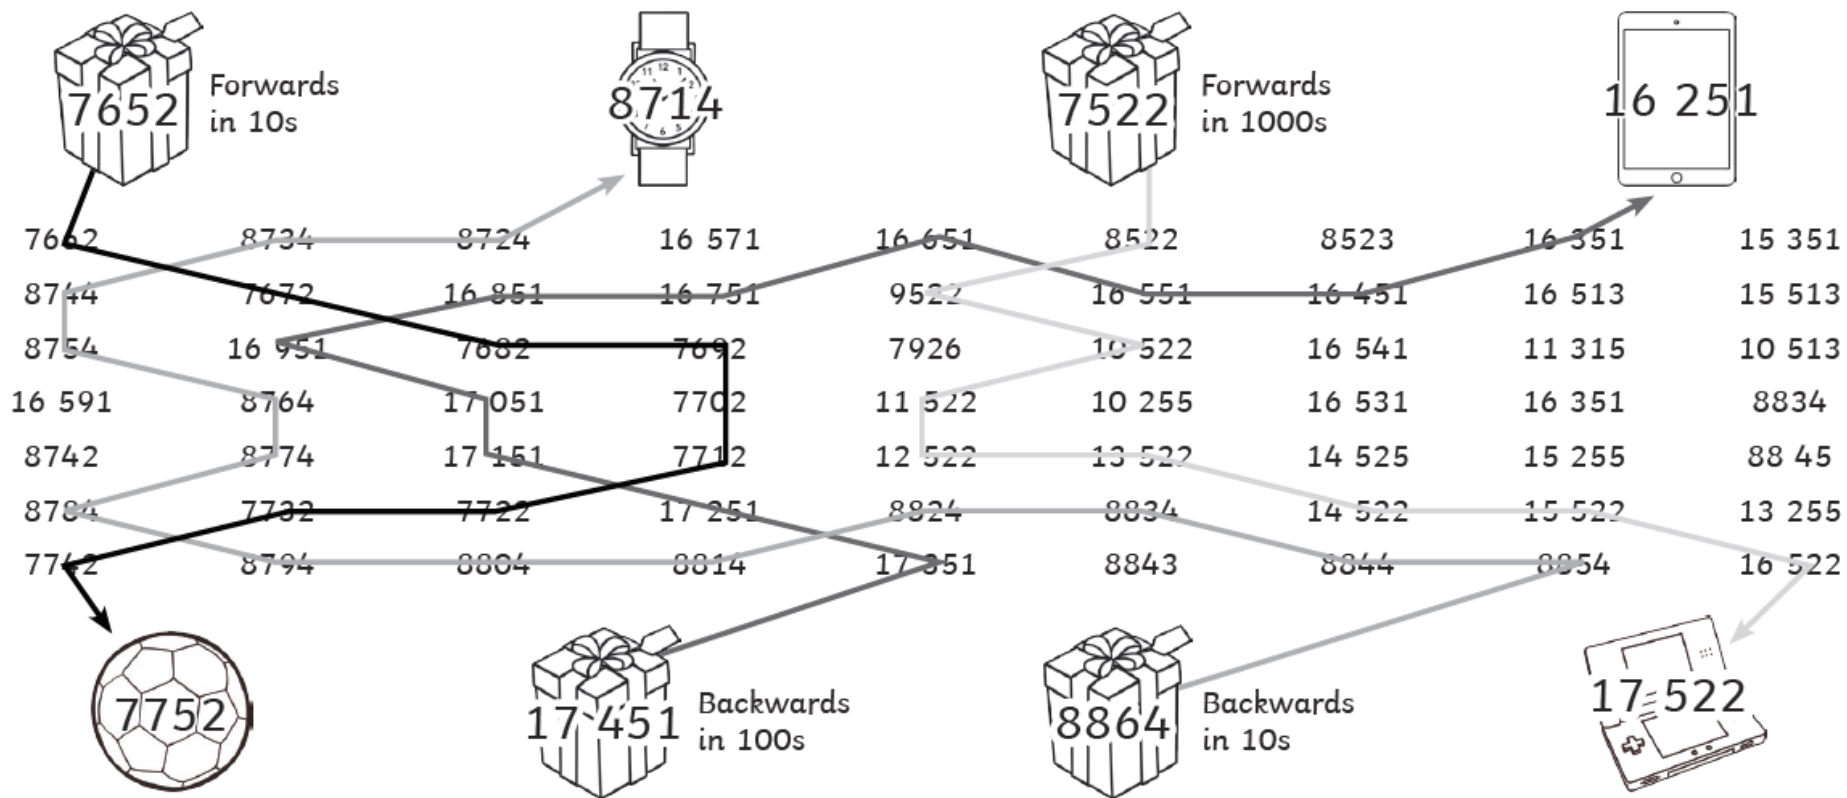 7652
Forwards
in 10s
8714
7522
Forwards
in 1000s
16 251
7662 8734 8724 16 571 16 651 8522 8523 16 351 15 351
8744 7672 16 851 16 751 9522 16 551 16 451 16 513 15 513
8754 16 951 7682 7692 7926 10 522 16 541 11 315 10 513
16 591 8764 17 051 7702 11 522 10 255 16 531 16 351 8834
8742 8774 17 151 7712 12 522 13 522 14 525 15 255 88 45
8784 7732 7722 17 251 8824 8834 14 522 15 522 13 255
7742 8794 8804 8814 17 351 8843 8844 8854 16 522
7752
17 451
Backwards
in 100s
8864
Backwards
in 10s
17 522